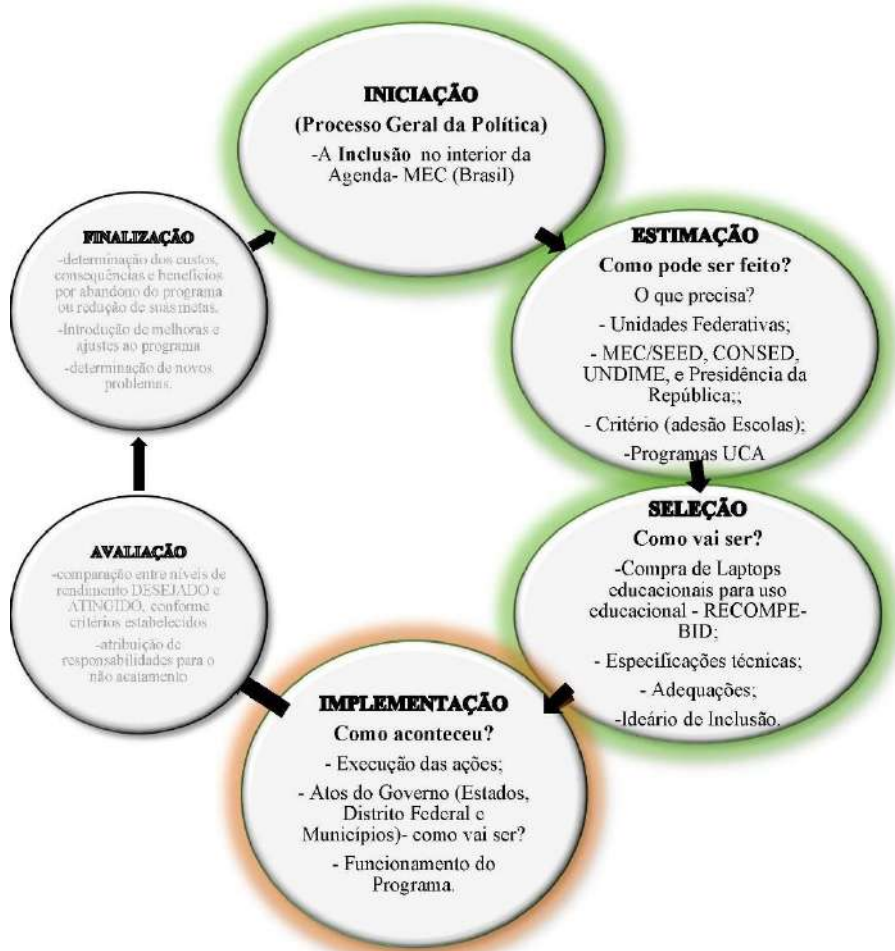 INICIAÇÃO
(Processo Geral da Política)
-A Inclusão no interior da
Agenda- MEC (Brasil)
ESTIMAÇÃO
Como pode ser feito?
O que precisa?
- Unidades Federativas;
- MEC/SEED, CONSED,
UNDIME, e Presidência da
República;;
- Critério (adesão Escolas);
-Programas UCA
SELEÇÃO
Como vai ser?
-Compra de Laptops
educacionais para uso
educacional - RECOMPE-
BID;
- Especificações técnicas;
- Adequações;
-Ideário de Inclusão.
IMPLEMENTAÇÃO
Como aconteceu?
- Execução das ações;
- Atos do Governo (Estados,
Distrito Federal e
Municípios)- como vai ser?
- Funcionamento do
Programa.
AVALIAÇÃO
-comparação entre níveis de
rendimento DESEJADO e
ATINGIDO, conforme
critérios estabelecidos
-atribuição de
responsabilidades para o
não acatamento
FINALIZAÇÃO
-determinação dos custos,
consequências e benefícios
por abandono do programa
ou redução de suas metas.
-Introdução de melhoras e
ajustes ao programa
-determinação de novos
problemas.